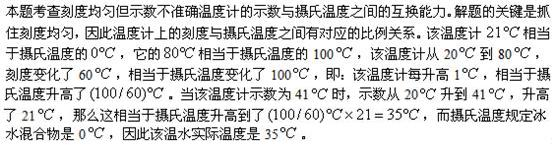 本题考查刻度均匀但示数不准确温度计的示数与摄氏温度之间的互换能力。解题的关键是抓
住刻度均匀，因此温度计上的刻度与摄氏温度之间有对应的比例关系。该温度计 21℃相当
于摄氏温度的0℃，它的80℃相当于摄氏温度的 100℃，该温度计从 20℃到 80℃，
刻度变化了 60℃，相当于摄氏温度变化了 100℃，即：该温度计每升高 1℃，相当于摄
氏温度升高了(100/60)℃。当该温度计示数为 41℃时，示数从 20℃升到 41℃，升高
了 21℃，那么这相当于摄氏温度升高到了(100/60)℃×21=35℃，而摄氏温度规定冰
水混合物是 0℃，因此该温水实际温度是 35℃。